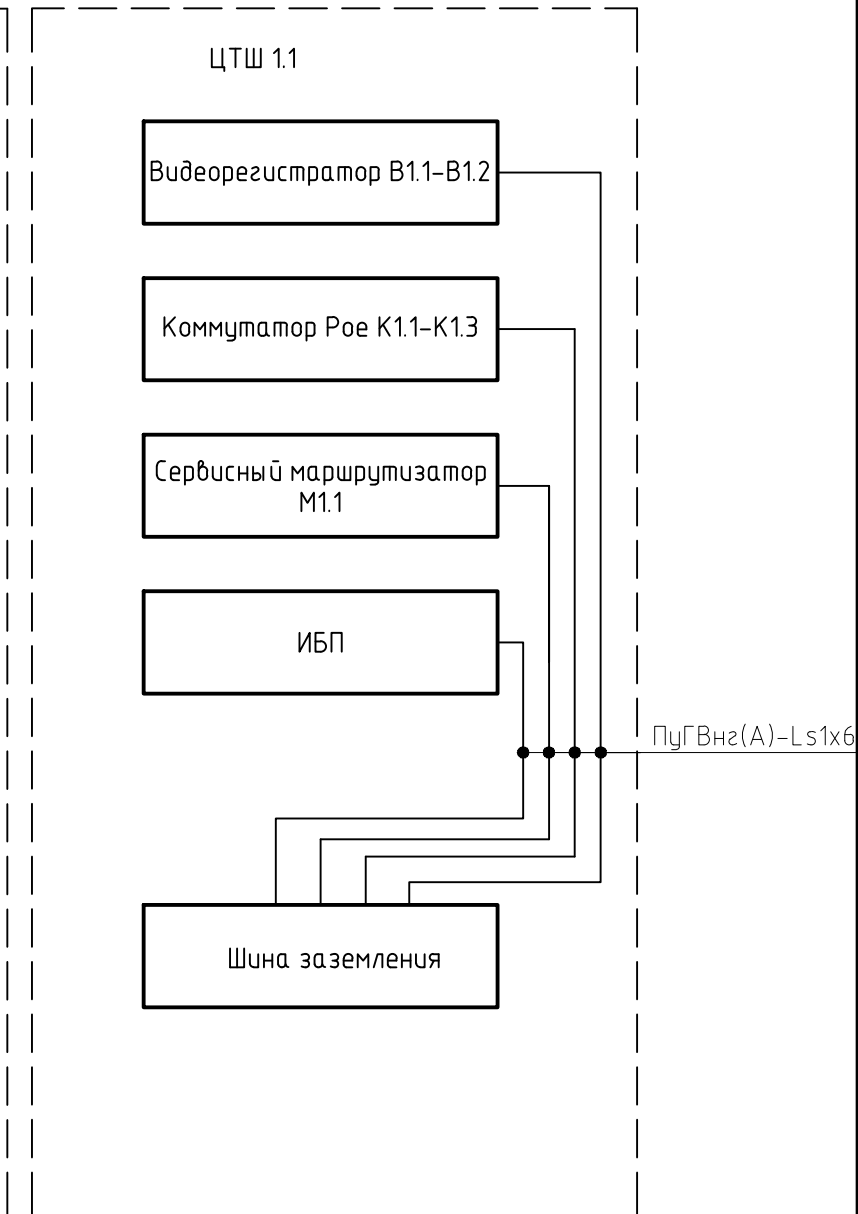 ЦТШ 1.1
Видеорегистратор В1.1-В1.2
Коммутатор Рое К1.1-К1.3
Сервисный маршрутизатор
М1.1
ИБП
ПуГВнг(А)-Ls1х6
Шина заземления